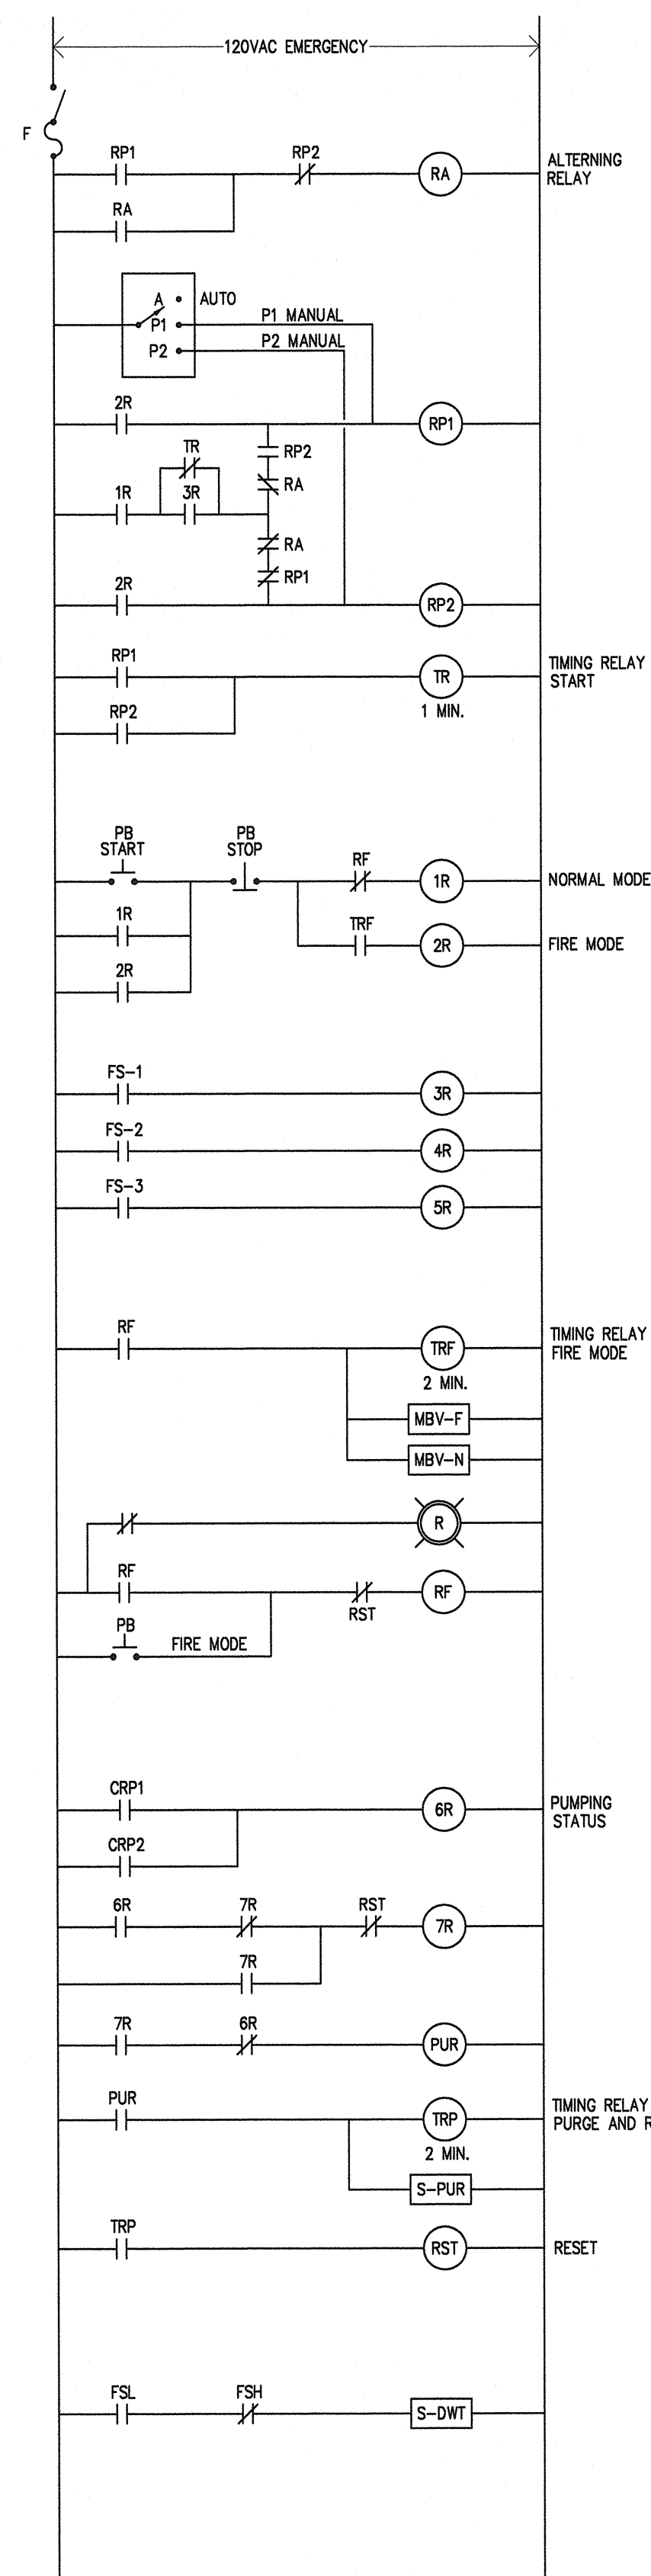 120VAC EMERGENCY
F
RP1
RP2
RA
ALTERNING
RELAY
RA
A
AUTO
P1
P1 MANUAL
P2
P2 MANUAL
2R
RP1
RP2
TR
RA
1R
3R
RA
RP1
2R
RP2
RP1
TR
TIMING RELAY
START
1 MIN.
RP2
PB
START
PB
STOP
RF
1R
NORMAL MODE
1R
TRF
2R
FIRE MODE
2R
FS-1
3R
FS-2
4R
FS-3
5R
RF
TRF
TIMING RELAY
FIRE MODE
2 MIN.
MBV-F
MBV-N
R
RF
RF
RST
PB
FIRE MODE
CRP1
6R
PUMPING
STATUS
CRP2
6R
7R
RST
7R
7R
7R
6R
PUR
PUR
TRP
TIMING RELAY
PURGE AND R
2 MIN.
S-PUR
TRP
RST
RESET
FSL
FSH
S-DWT